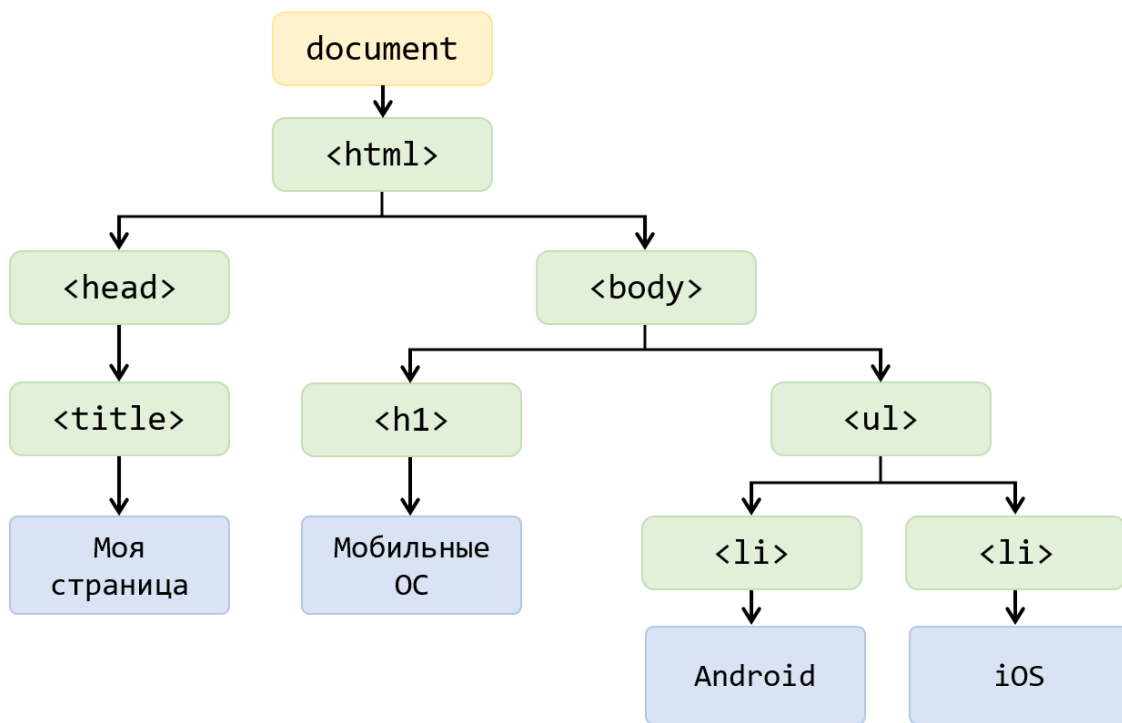 document
<html>
<head>
<body>
<title>
<h1>
<ul>
Моя
страница
Мобильные
ОС
<li>
<li>
Android
iOS